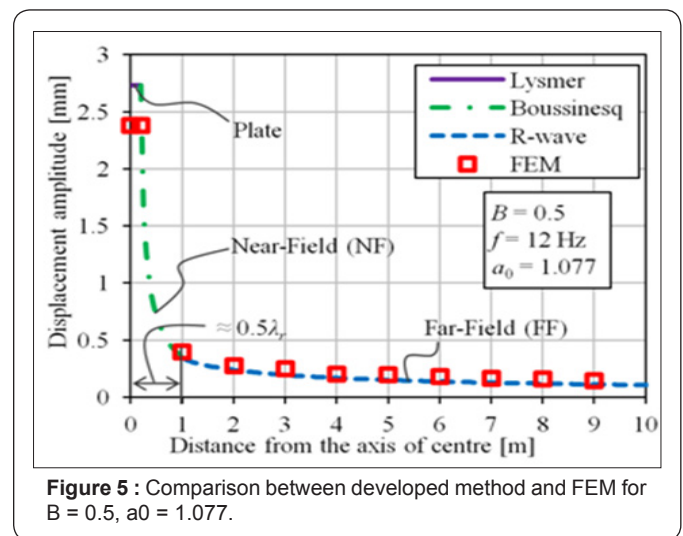 3
2.5
2
1.5
1
0.5
0
Displacement amplitude [mm]
Lysmer
Boussinesq
R-wave
FEM
Plate
B = 0.5
f = 12 Hz
a₀ = 1.077
Near-Field (NF)
≈ 0.5λᵣ
Far-Field (FF)
0 1 2 3 4 5 6 7 8 9 10
Distance from the axis of centre [m]
Figure 5 : Comparison between developed method and FEM for
B = 0.5, a0 = 1.077.